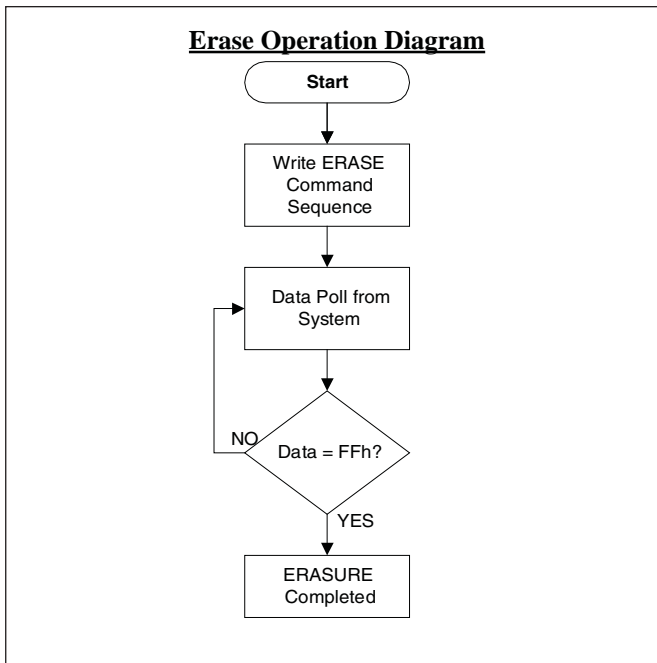 Erase Operation Diagram
Start
Write ERASE
Command
Sequence
Data Poll from
System
NO
Data = FFh?
YES
ERASURE
Completed